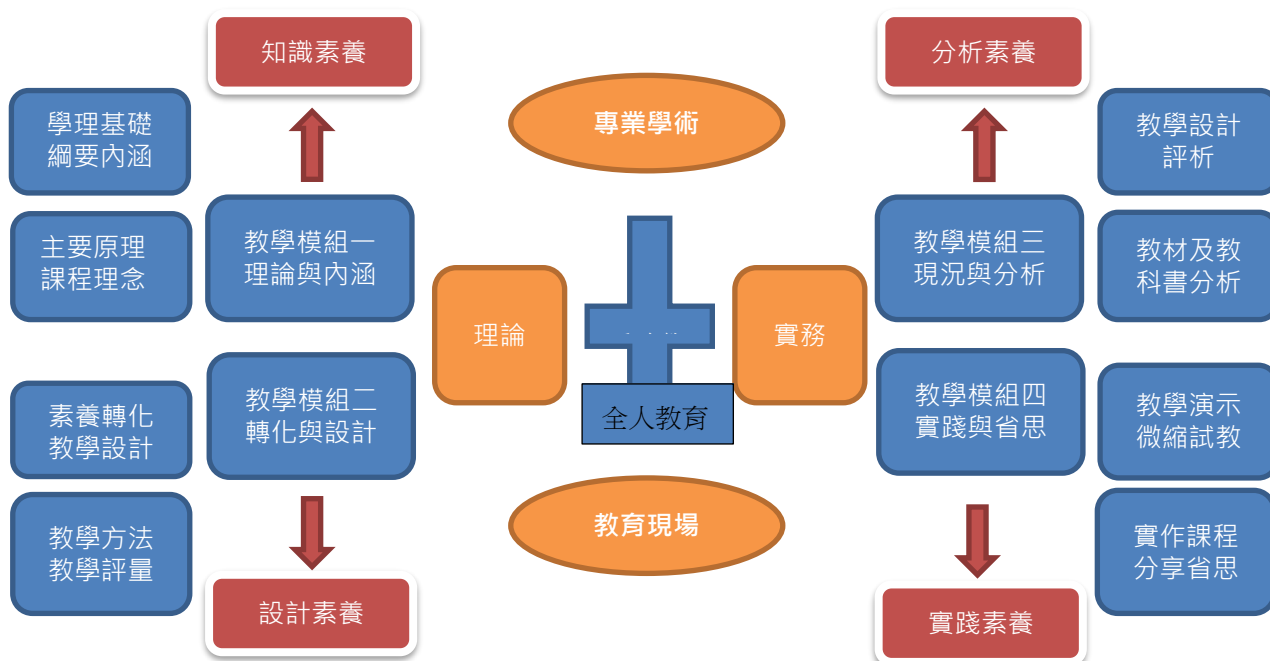 知識素養
分析素養
專業學術
學理基礎
綱要內涵
主要原理
課程理念
教學模組一
理論與內涵
教學模組三
現況與分析
教學設計
評析
教材及教
科書分析
理論
實務
全人教育
素養轉化
教學設計
教學模組二
轉化與設計
教學模組四
實踐與省思
教學演示
微縮試教
教學方法
教學評量
教育現場
實作課程
分享省思
設計素養
實踐素養